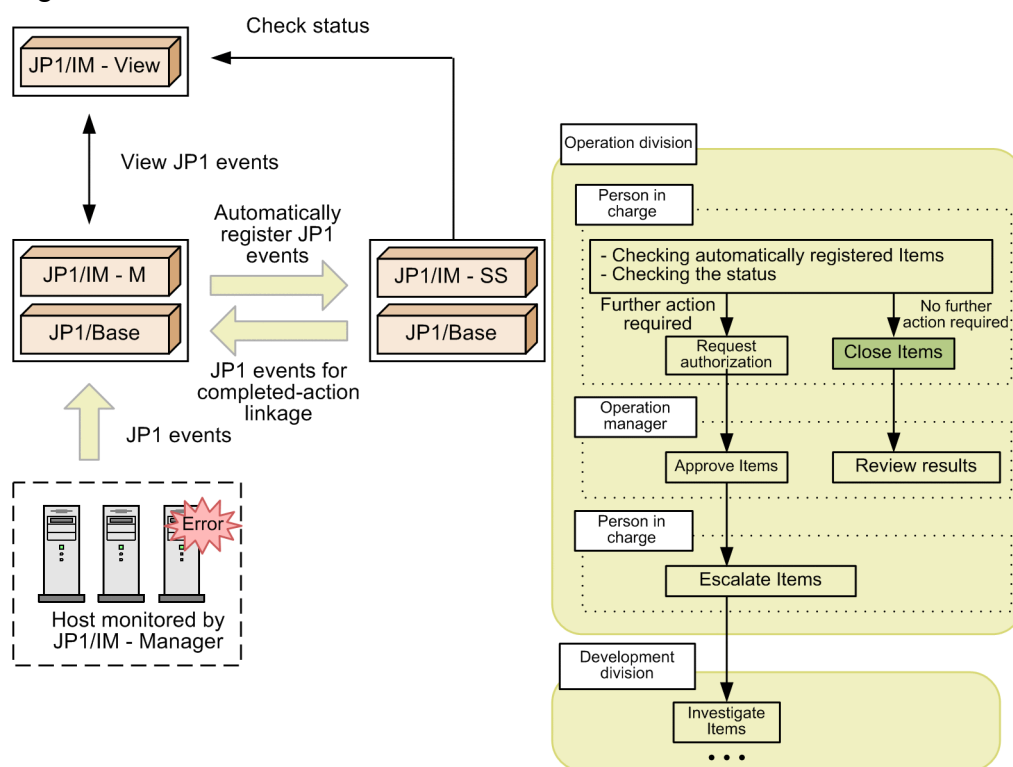 Check status
JP1/IM - View
View JP1 events
Automatically
register JP1
events
JP1/IM - M
JP1/Base
JP1/IM - SS
JP1/Base
JP1 events for
completed-action
linkage
JP1 events
Error
Host monitored by
JP1/IM - Manager
Operation division
Person in
charge
- Checking automatically registered Items
- Checking the status
Further action
required
No further
action required
Request
authorization
Close Items
Operation
manager
Approve Items
Review results
Person in
charge
Escalate Items
Development
division
Investigate
Items
• • •